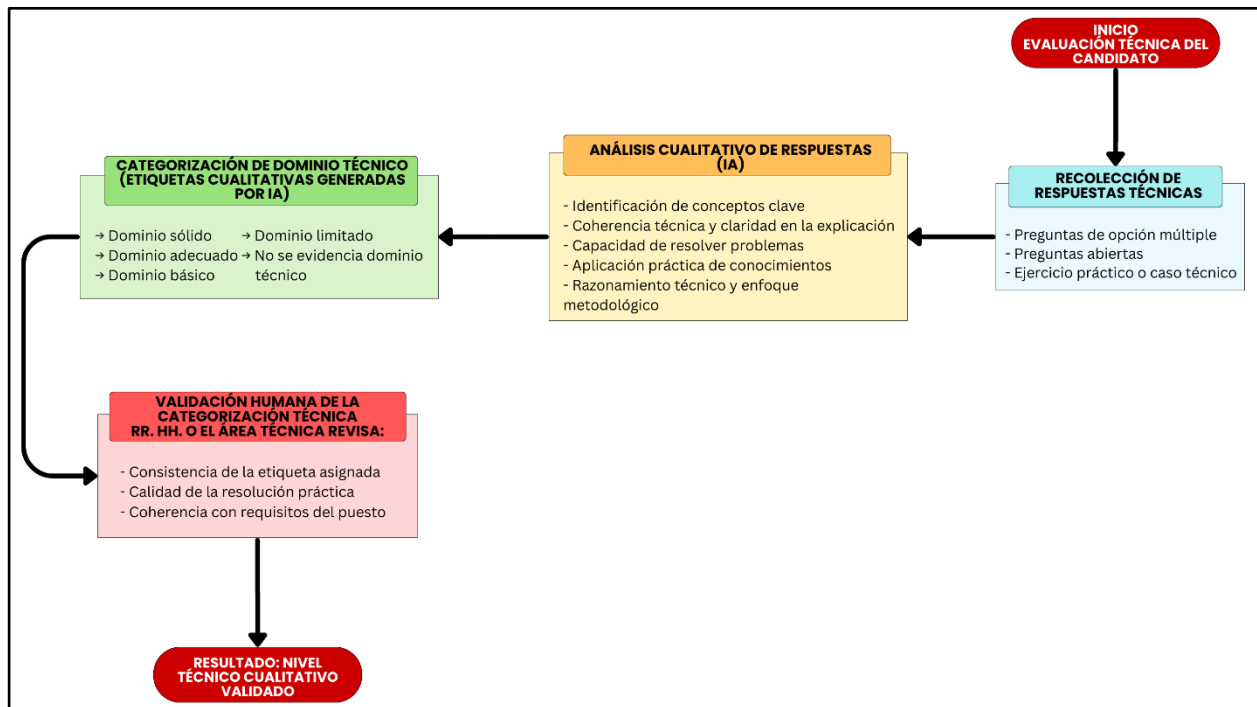 INICIO
EVALUACIÓN TÉCNICA DEL
CANDIDATO
RECOLECCIÓN DE
RESPUESTAS TÉCNICAS
- Preguntas de opción múltiple
- Preguntas abiertas
- Ejercicio práctico o caso técnico
ANÁLISIS CUALITATIVO DE RESPUESTAS
(IA)
- Identificación de conceptos clave
- Coherencia técnica y claridad en la explicación
- Capacidad de resolver problemas
- Aplicación práctica de conocimientos
- Razonamiento técnico y enfoque
metodológico
CATEGORIZACIÓN DE DOMINIO TÉCNICO
(ETIQUETAS CUALITATIVAS GENERADAS
POR IA)
→ Dominio sólido
→ Dominio adecuado
→ Dominio básico
→ Dominio limitado
→ No se evidencia dominio
técnico
VALIDACIÓN HUMANA DE LA
CATEGORIZACIÓN TÉCNICA
RR. HH. O EL ÁREA TÉCNICA REVISA:
- Consistencia de la etiqueta asignada
- Calidad de la resolución práctica
- Coherencia con requisitos del puesto
RESULTADO: NIVEL
TÉCNICO CUALITATIVO
VALIDADO